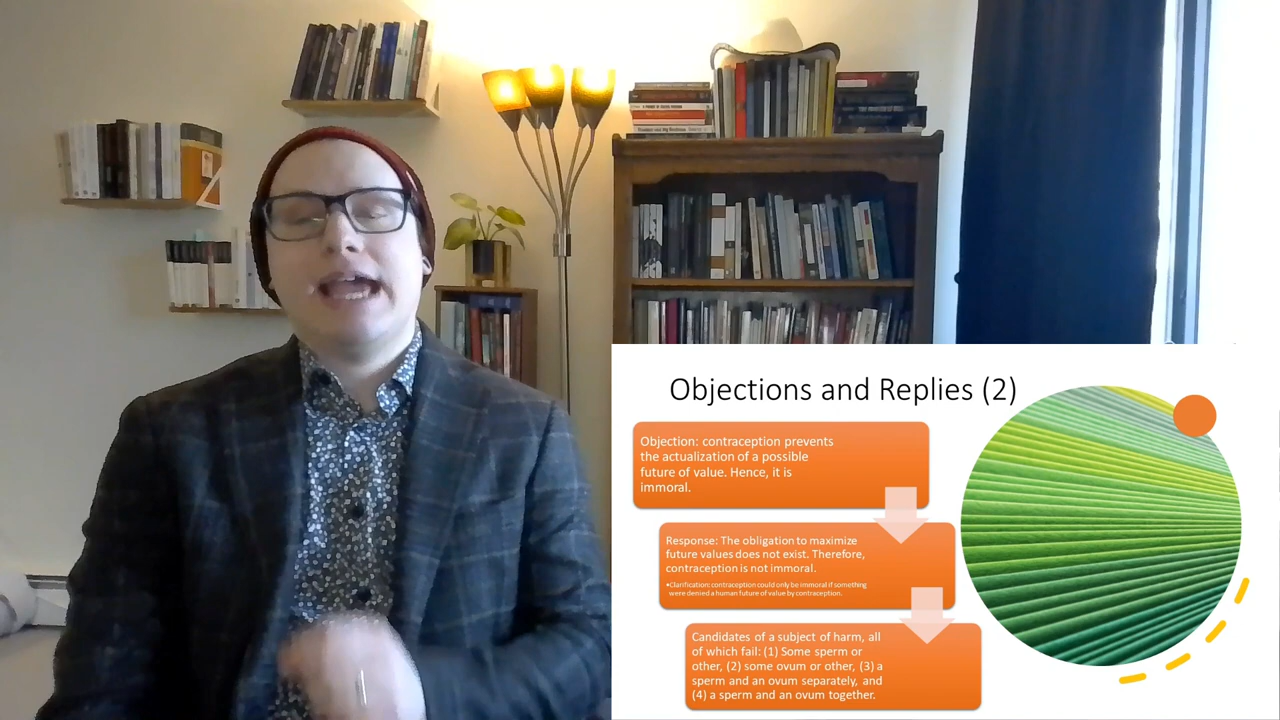 Objections and Replies (2)
Objection: contraception prevents
the actualization of a possible
future of value. Hence, it is
immoral.
Response: The obligation to maximize
future values does not exist. Therefore,
contraception is not immoral.
•Clarification: contraception could only be immoral if something
were denied a human future of value by contraception.
Candidates of a subject of harm, all
of which fail: (1) Some sperm or
other, (2) some ovum or other, (3) a
sperm and an ovum separately, and
(4) a sperm and an ovum together.